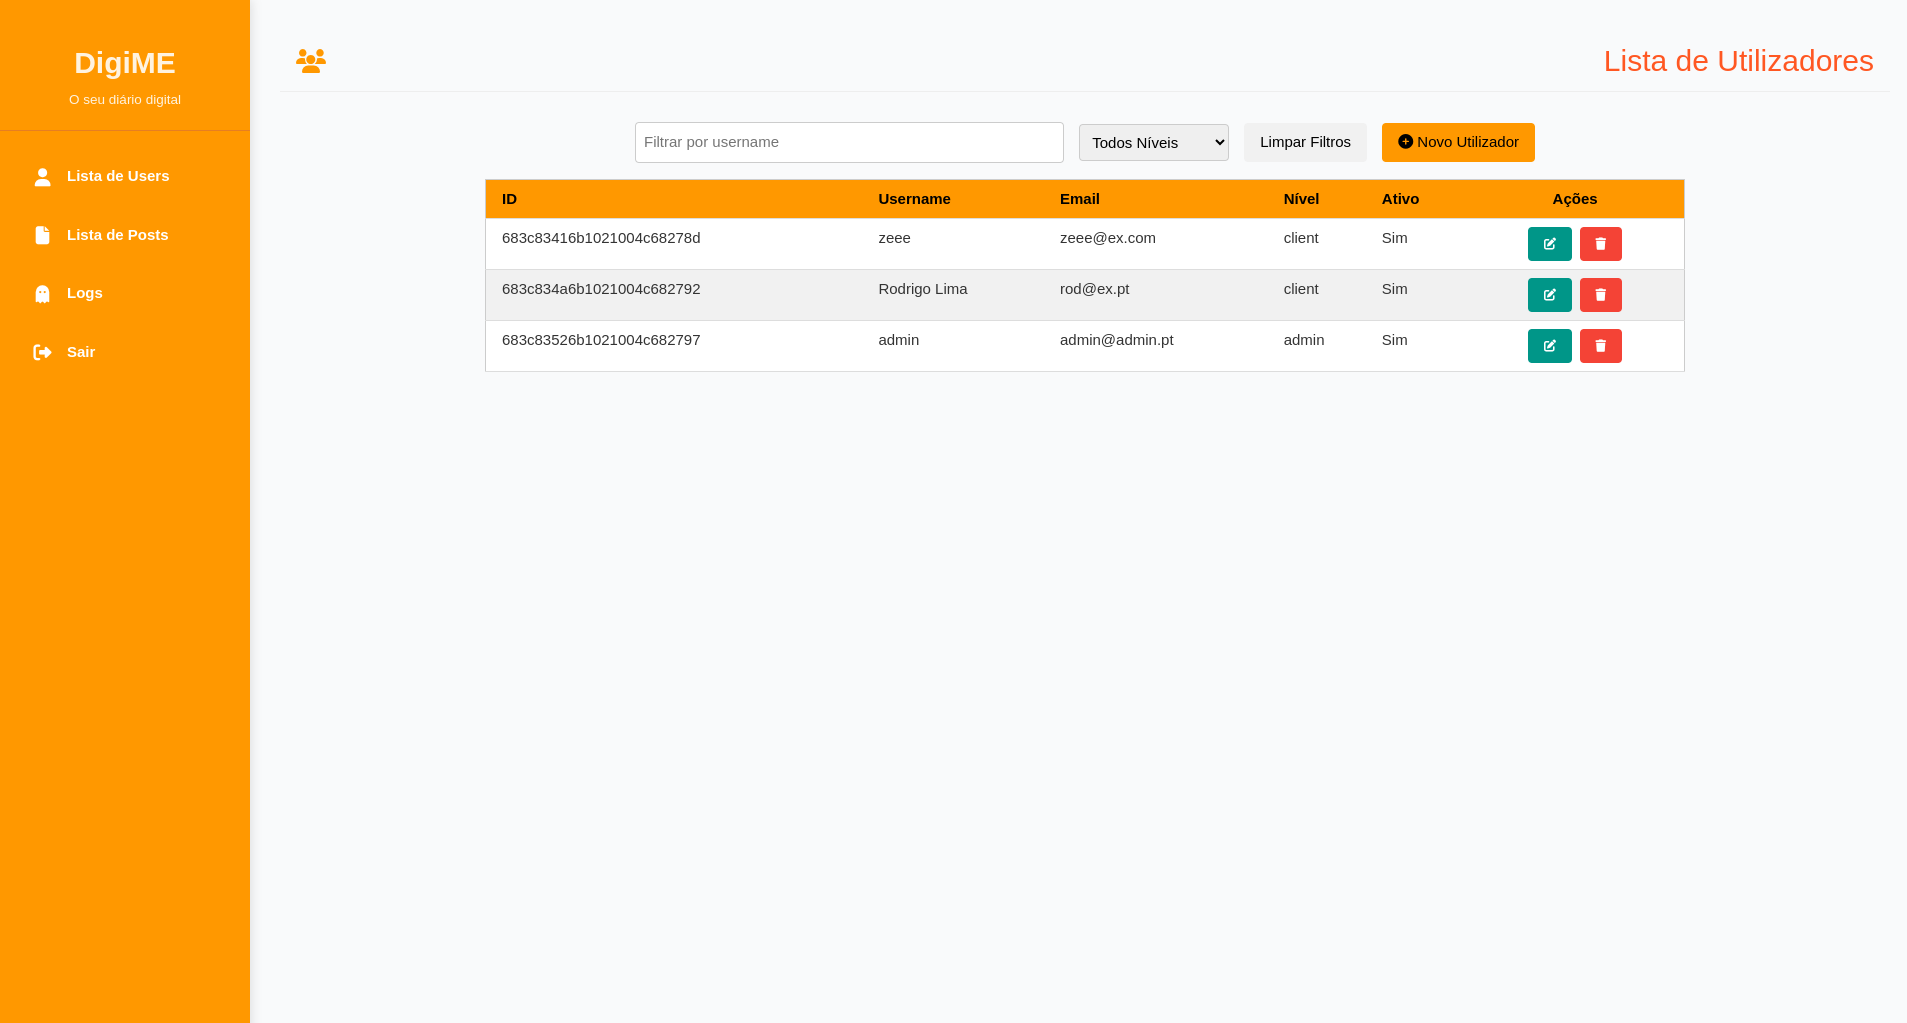 DigiME
O seu diário digital
Lista de Users
Lista de Posts
Logs
Sair
Lista de Utilizadores
Filtrar por username Todos Níveis Limpar Filtros Novo Utilizador
ID Username Email Nível Ativo Ações
683c83416b1021004c68278d zeee zeee@ex.com client Sim
683c834a6b1021004c682792 Rodrigo Lima rod@ex.pt client Sim
683c83526b1021004c682797 admin admin@admin.pt admin Sim